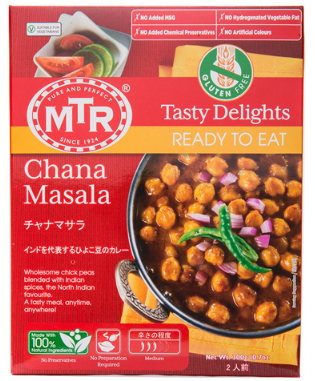 NO Added MSG
NO Hydrogenated Vegetable Fat
NO Added Chemical Preservatives
NO Artificial Colours
SUITABLE FOR VEGETARIANS
GLUTEN FREE
PURE AND PERFECT
MTR®
SINCE 1924
Tasty Delights
READY TO EAT
Chana
Masala
チャナマサラ
インドを代表するひよこ豆のカレー
Wholesome chick peas
blended with Indian
spices, the North Indian
favourite.
A tasty meal, anytime,
anywhere!
Made With
100%
Natural Ingredients
No Preservatives
No Preparation
Required
辛さの程度
Medium
Net Wt. 300g
2 人前